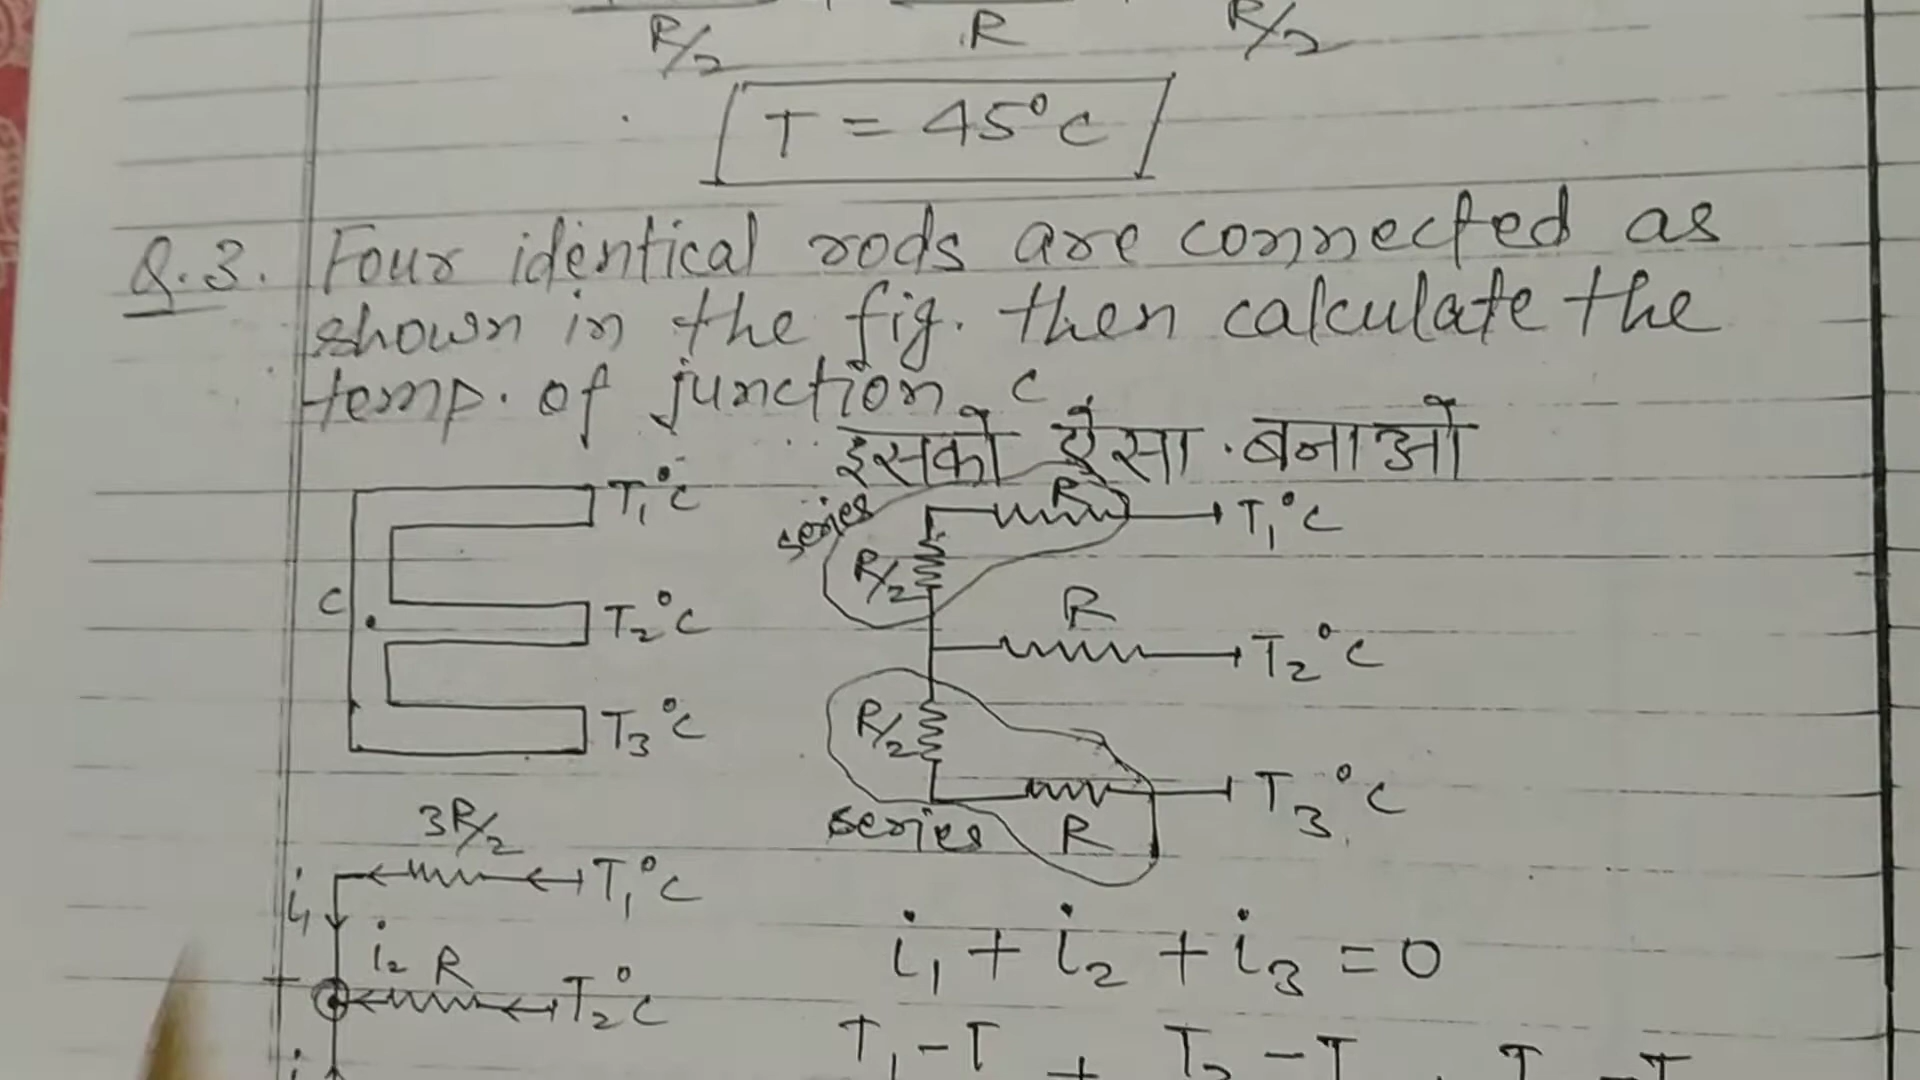 R/2 R R/2
T = 45°C
Q.3. Four identical rods are connected as
shown in the fig. then calculate the
temp. of junction C
इसको ऐसा बनाओ
T₁°C
C
T₂°C
T₃°C
series
R
T₁°C
R/2
R
T₂°C
R/2
T₃°C
series
R
3R/2
T₁°C
i₁
i₂ R
T₂°C
i₁ + i₂ + i₃ = 0
T₁-T + T₂-T